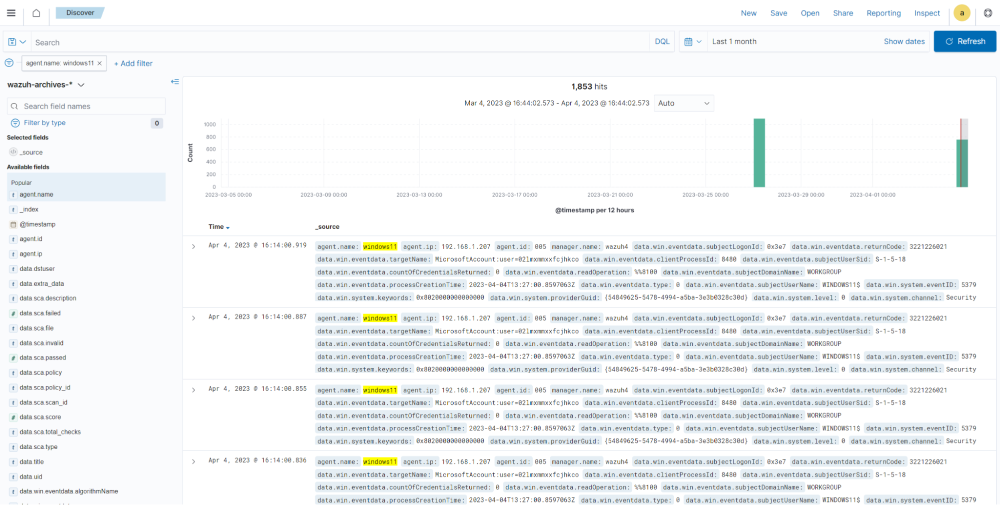 Discover
New Save Open Share Reporting Inspect a
Search DQL Last 1 month Show dates Refresh
agent.name: windows11 × + Add filter
wazuh-archives-*
Search field names
Filter by type 0
Selected fields
_source
Available fields
Popular
t agent.name
t _index
@timestamp
t agent.id
t agent.ip
t data.dstuser
t data.extra_data
t data.sca.description
# data.sca.failed
t data.sca.file
t data.sca.invalid
# data.sca.passed
t data.sca.policy
t data.sca.policy_id
t data.sca.scan_id
# data.sca.score
t data.sca.total_checks
t data.sca.type
t data.title
t data.uid
t data.win.eventdata.algorithmName
1,853 hits
Mar 4, 2023 @ 16:44:02.573 - Apr 4, 2023 @ 16:44:02.573 Auto
Count
1000
800
600
400
200
0
2023-03-05 00:00 2023-03-09 00:00 2023-03-13 00:00 2023-03-17 00:00 2023-03-21 00:00 2023-03-25 00:00 2023-03-29 00:00 2023-04-01 00:00
@timestamp per 12 hours
Time _source
Apr 4, 2023 @ 16:14:00.919 agent.name: windows11 agent.ip: 192.168.1.207 agent.id: 005 manager.name: wazuh4 data.win.eventdata.subjectLogonId: 0x3e7 data.win.eventdata.returnCode: 3221226021
data.win.eventdata.targetName: MicrosoftAccount:user=02lmxmmxxfcjhkco data.win.eventdata.clientProcessId: 8480 data.win.eventdata.subjectUserSid: S-1-5-18
data.win.eventdata.countOfCredentialsReturned: 0 data.win.eventdata.readOperation: %%8100 data.win.eventdata.subjectDomainName: WORKGROUP
data.win.eventdata.processCreationTime: 2023-04-04T13:27:00.8597063Z data.win.eventdata.type: 0 data.win.eventdata.subjectUserName: WINDOWS11$ data.win.system.eventID: 5379
data.win.system.keywords: 0x8020000000000000 data.win.system.providerGuid: {54849625-5478-4994-a5ba-3e3b0328c30d} data.win.system.level: 0 data.win.system.channel: Security
Apr 4, 2023 @ 16:14:00.887 agent.name: windows11 agent.ip: 192.168.1.207 agent.id: 005 manager.name: wazuh4 data.win.eventdata.subjectLogonId: 0x3e7 data.win.eventdata.returnCode: 3221226021
data.win.eventdata.targetName: MicrosoftAccount:user=02lmxmmxxfcjhkco data.win.eventdata.clientProcessId: 8480 data.win.eventdata.subjectUserSid: S-1-5-18
data.win.eventdata.countOfCredentialsReturned: 0 data.win.eventdata.readOperation: %%8100 data.win.eventdata.subjectDomainName: WORKGROUP
data.win.eventdata.processCreationTime: 2023-04-04T13:27:00.8597063Z data.win.eventdata.type: 0 data.win.eventdata.subjectUserName: WINDOWS11$ data.win.system.eventID: 5379
data.win.system.keywords: 0x8020000000000000 data.win.system.providerGuid: {54849625-5478-4994-a5ba-3e3b0328c30d} data.win.system.level: 0 data.win.system.channel: Security
Apr 4, 2023 @ 16:14:00.855 agent.name: windows11 agent.ip: 192.168.1.207 agent.id: 005 manager.name: wazuh4 data.win.eventdata.subjectLogonId: 0x3e7 data.win.eventdata.returnCode: 3221226021
data.win.eventdata.targetName: MicrosoftAccount:user=02lmxmmxxfcjhkco data.win.eventdata.clientProcessId: 8480 data.win.eventdata.subjectUserSid: S-1-5-18
data.win.eventdata.countOfCredentialsReturned: 0 data.win.eventdata.readOperation: %%8100 data.win.eventdata.subjectDomainName: WORKGROUP
data.win.eventdata.processCreationTime: 2023-04-04T13:27:00.8597063Z data.win.eventdata.type: 0 data.win.eventdata.subjectUserName: WINDOWS11$ data.win.system.eventID: 5379
data.win.system.keywords: 0x8020000000000000 data.win.system.providerGuid: {54849625-5478-4994-a5ba-3e3b0328c30d} data.win.system.level: 0 data.win.system.channel: Security
Apr 4, 2023 @ 16:14:00.836 agent.name: windows11 agent.ip: 192.168.1.207 agent.id: 005 manager.name: wazuh4 data.win.eventdata.subjectLogonId: 0x3e7 data.win.eventdata.returnCode: 3221226021
data.win.eventdata.targetName: MicrosoftAccount:user=02lmxmmxxfcjhkco data.win.eventdata.clientProcessId: 8480 data.win.eventdata.subjectUserSid: S-1-5-18
data.win.eventdata.countOfCredentialsReturned: 0 data.win.eventdata.readOperation: %%8100 data.win.eventdata.subjectDomainName: WORKGROUP
data.win.eventdata.processCreationTime: 2023-04-04T13:27:00.8597063Z data.win.eventdata.type: 0 data.win.eventdata.subjectUserName: WINDOWS11$ data.win.system.eventID: 5379